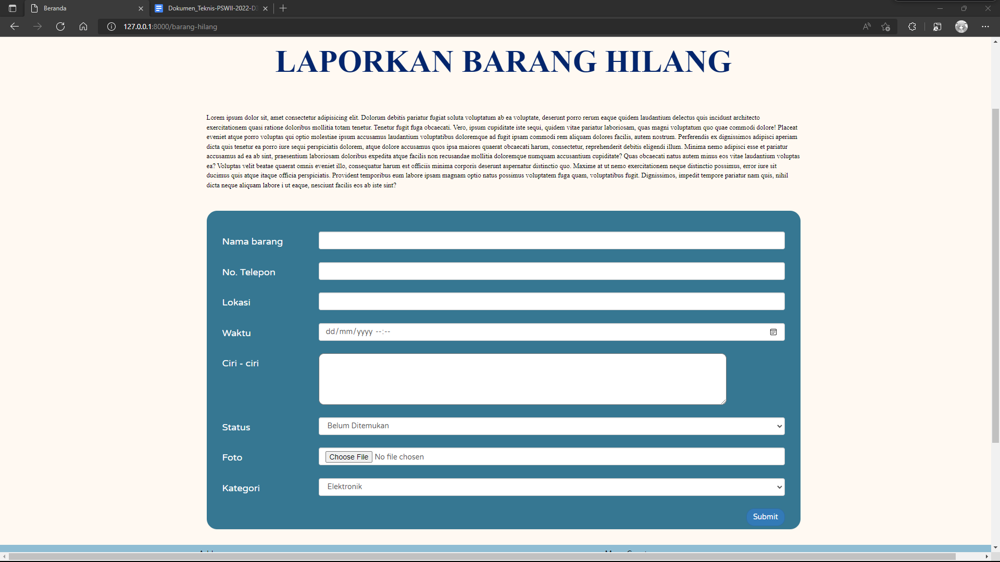 Beranda
Dokumen_Teknis-PSWII-2022-D3
127.0.0.1:8000/barang-hilang
LAPORKAN BARANG HILANG
Lorem ipsum dolor sit, amet consectetur adipisicing elit. Dolorum debitis pariatur fugiat soluta voluptatum ab ea voluptate, deserunt porro rerum eaque quidem laudantium delectus quis incidunt architecto
exercitationem quasi ratione doloribus mollitia totam tenetur. Tenetur fugit fuga obcaecati. Vero, ipsum cupiditate iste sequi, quidem vitae pariatur laboriosam, quas magni voluptatum quo quae commodi dolore! Placeat
eveniet atque porro voluptas qui optio molestiae ipsum accusamus laudantium voluptatibus doloremque ad fugit ipsam commodi rem aliquam dolores facilis, autem nostrum. Perferendis ex dignissimos adipisci aperiam
dicta quis tenetur ea porro iure sequi perspiciatis dolorem, atque dolore accusamus quos ipsa maiores quaerat obcaecati harum, consectetur, reprehenderit debitis eligendi illum. Minima nemo adipisci esse et pariatur
accusamus ad ea ab sint, praesentium laboriosam doloribus expedita atque facilis non recusandae mollitia doloremque numquam accusantium cupiditate? Quas obcaecati natus autem minus eos vitae laudantium voluptas
ea? Voluptas velit beatae quaerat omnis eveniet illo, consequatur harum est officiis minima corporis deserunt aspernatur distinctio quo. Maxime at ut nemo exercitationem neque distinctio possimus, error iure sit
ducimus quis atque itaque officia perspiciatis. Provident temporibus eum labore ipsam magnam optio natus possimus voluptatem fuga quam, voluptatibus fugit. Dignissimos, impedit tempore pariatur nam quis, nihil
dicta neque aliquam labore i ut eaque, nesciunt facilis eos ab iste sint?
Nama barang
No. Telepon
Lokasi
Waktu dd/mm/yyyy --:--
Ciri - ciri
Status Belum Ditemukan
Foto Choose File No file chosen
Kategori Elektronik
Submit